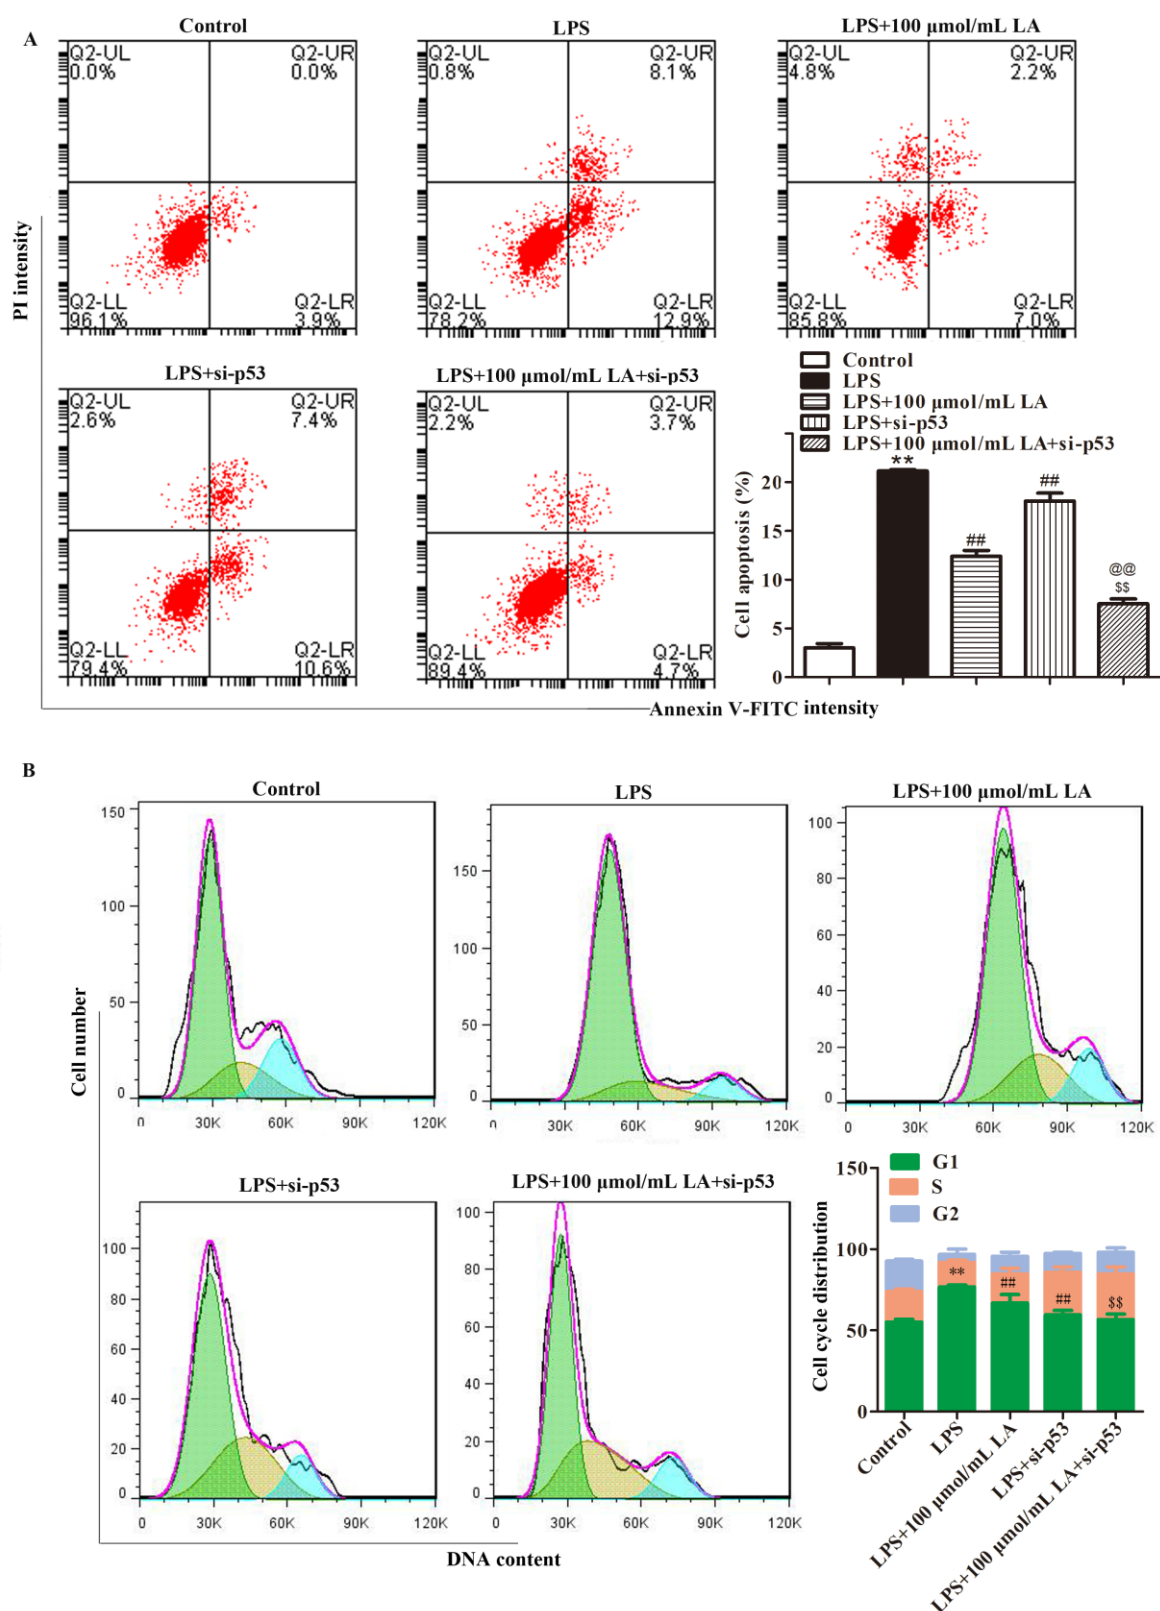 A
Control
LPS
LPS+100 μmol/mL LA
Q2-UL
0.0%
Q2-UR
0.0%
Q2-LL
96.1%
Q2-LR
3.9%
Q2-UL
0.8%
Q2-UR
8.1%
Q2-LL
78.2%
Q2-LR
12.9%
Q2-UL
4.8%
Q2-UR
2.2%
Q2-LL
85.8%
Q2-LR
7.0%
PI intensity
LPS+si-p53
LPS+100 μmol/mL LA+si-p53
Q2-UL
2.6%
Q2-UR
7.4%
Q2-LL
79.4%
Q2-LR
10.6%
Q2-UL
2.2%
Q2-UR
3.7%
Q2-LL
89.4%
Q2-LR
4.7%
Control
LPS
LPS+100 μmol/mL LA
LPS+si-p53
LPS+100 μmol/mL LA+si-p53
Cell apoptosis (%)
20
15
10
5
0
**
##
##
@@
$$
Annexin V-FITC intensity
B
Control
LPS
LPS+100 μmol/mL LA
150
100
50
0
0 30K 60K 90K 120K
150
100
50
0
0 30K 60K 90K 120K
100
80
60
40
20
0
0 30K 60K 90K 120K
Cell number
LPS+si-p53
LPS+100 μmol/mL LA+si-p53
100
80
60
40
20
0
0 30K 60K 90K 120K
100
80
60
40
20
0
0 30K 60K 90K 120K
DNA content
G1
S
G2
Cell cycle distribution
150
100
50
0
**
##
##
$$
Control
LPS
LPS+100 μmol/mL LA
LPS+si-p53
LPS+100 μmol/mL LA+si-p53